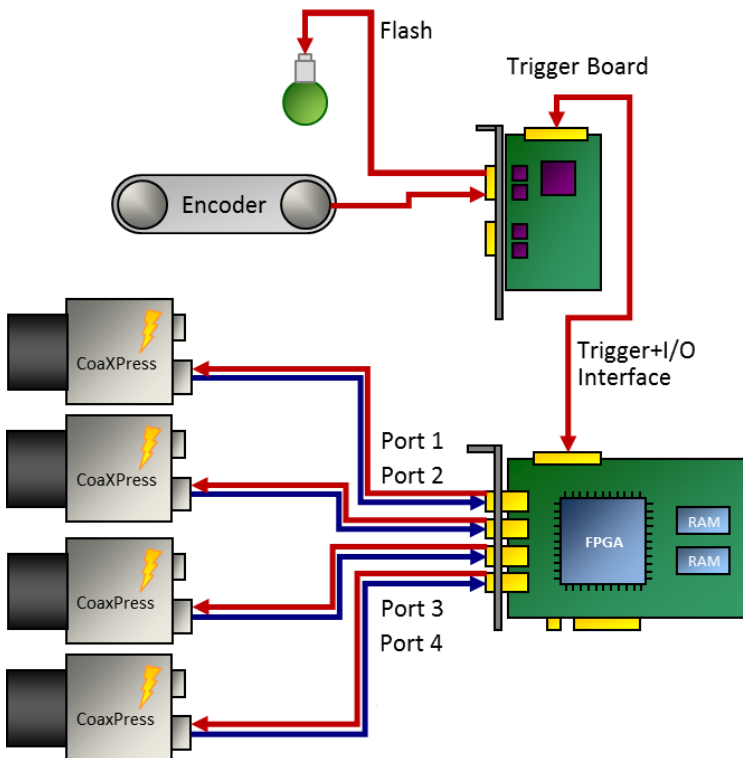 Flash
Trigger Board
Encoder
Trigger+I/O
Interface
CoaXPress
CoaXPress
CoaxPress
CoaxPress
Port 1
Port 2
Port 3
Port 4
FPGA
RAM
RAM